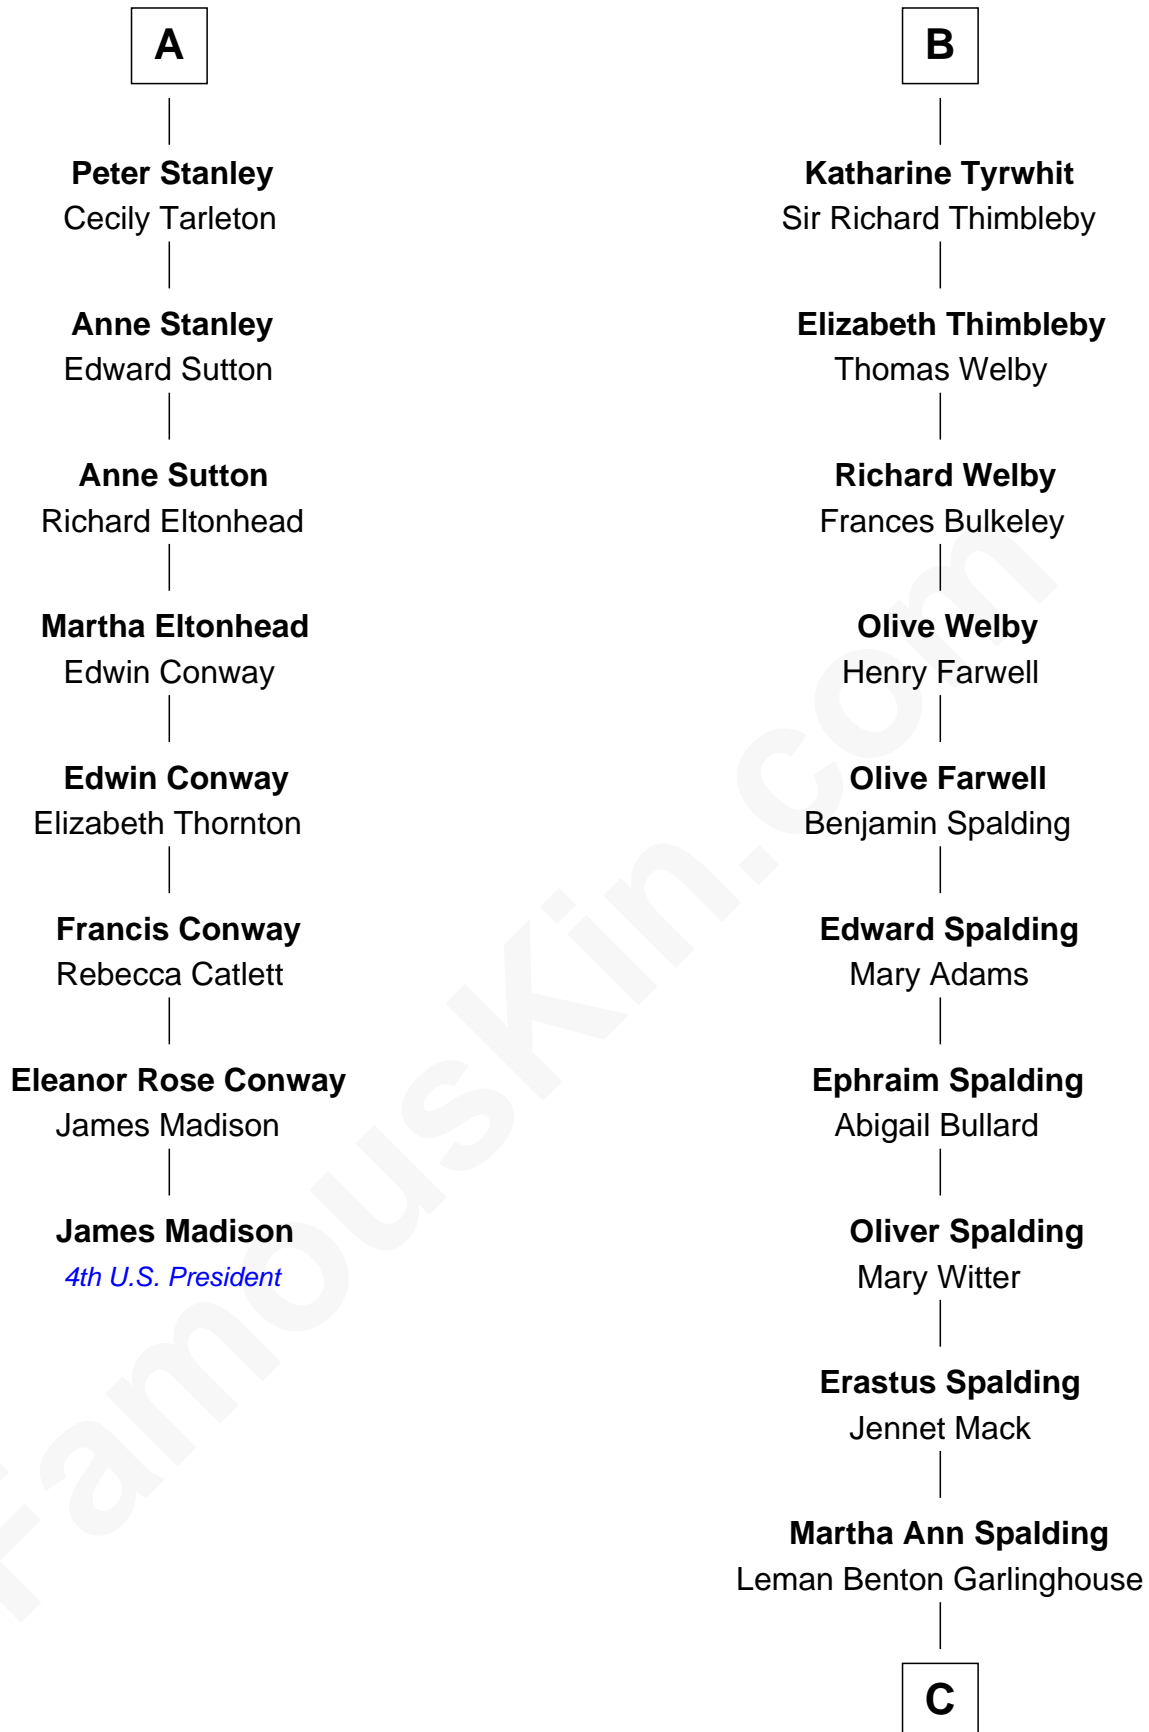 A
Peter Stanley
Cecily Tarleton
Anne Stanley
Edward Sutton
Anne Sutton
Richard Eltonhead
Martha Eltonhead
Edwin Conway
Edwin Conway
Elizabeth Thornton
Francis Conway
Rebecca Catlett
Eleanor Rose Conway
James Madison
James Madison
4th U.S. President
B
Katharine Tyrwhit
Sir Richard Thimbleby
Elizabeth Thimbleby
Thomas Welby
Richard Welby
Frances Bulkeley
Olive Welby
Henry Farwell
Olive Farwell
Benjamin Spalding
Edward Spalding
Mary Adams
Ephraim Spalding
Abigail Bullard
Oliver Spalding
Mary Witter
Erastus Spalding
Jennet Mack
Martha Ann Spalding
Leman Benton Garlinghouse
C
FamousKin.com